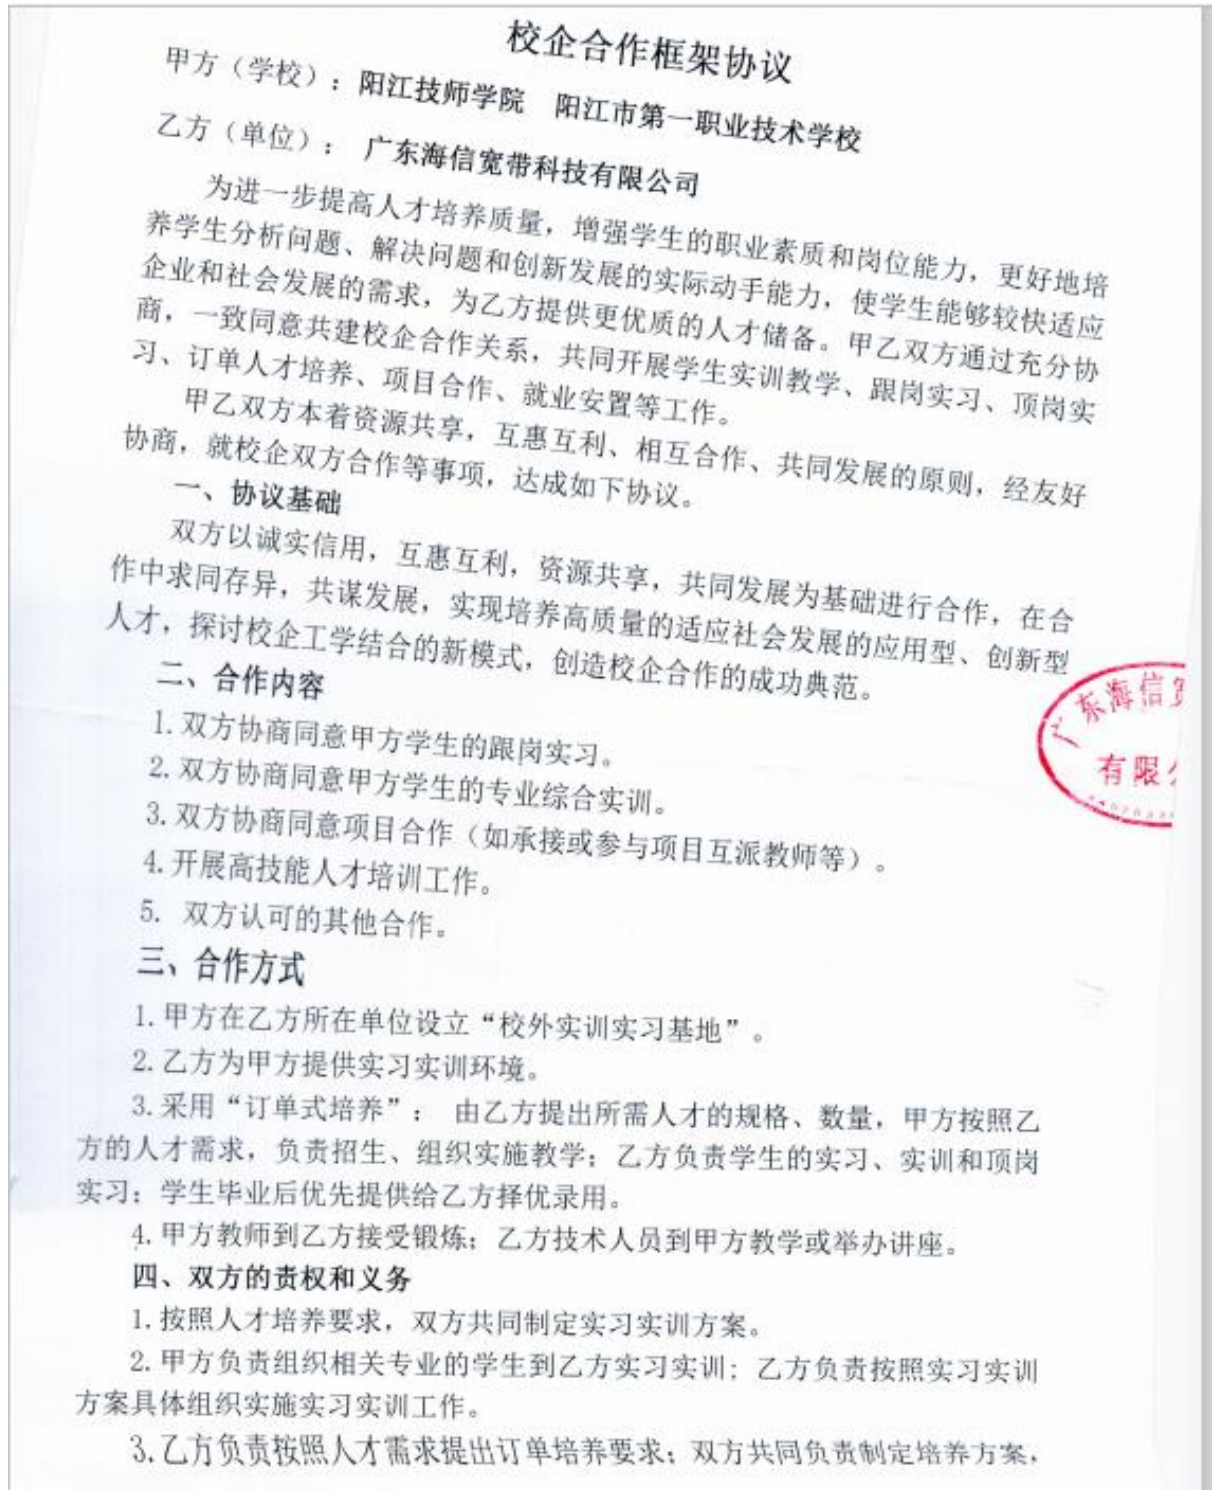 校企合作框架协议
甲方（学校）：阳江技师学院 阳江市第一职业技术学校
乙方（单位）： 广东海信宽带科技有限公司
为进一步提高人才培养质量，增强学生的职业素质和岗位能力，更好地培
养学生分析问题、解决问题和创新发展的实际动手能力，使学生能够较快适应
企业和社会发展的需求，为乙方提供更优质的人才储备。甲乙双方通过充分协
商，一致同意共建校企合作关系，共同开展学生实训教学、跟岗实习、顶岗实
习、订单人才培养、项目合作、就业安置等工作。
甲乙双方本着资源共享，互惠互利、相互合作、共同发展的原则，经友好
协商，就校企双方合作等事项，达成如下协议。
一、协议基础
双方以诚实信用，互惠互利，资源共享，共同发展为基础进行合作，在合
作中求同存异，共谋发展，实现培养高质量的适应社会发展的应用型、创新型
人才，探讨校企工学结合的新模式，创造校企合作的成功典范。
二、合作内容
1.双方协商同意甲方学生的跟岗实习。
2.双方协商同意甲方学生的专业综合实训。
3.双方协商同意项目合作（如承接或参与项目互派教师等）。
4.开展高技能人才培训工作。
5. 双方认可的其他合作。
广东海信宽
有限公
三、合作方式
1.甲方在乙方所在单位设立“校外实训实习基地”。
2.乙方为甲方提供实习实训环境。
3.采用“订单式培养”： 由乙方提出所需人才的规格、数量，甲方按照乙
方的人才需求，负责招生、组织实施教学；乙方负责学生的实习、实训和顶岗
实习；学生毕业后优先提供给乙方择优录用。
4.甲方教师到乙方接受锻炼；乙方技术人员到甲方教学或举办讲座。
四、双方的责权和义务
1.按照人才培养要求，双方共同制定实习实训方案。
2.甲方负责组织相关专业的学生到乙方实习实训；乙方负责按照实习实训
方案具体组织实施实习实训工作。
3.乙方负责按照人才需求提出订单培养要求；双方共同负责制定培养方案，